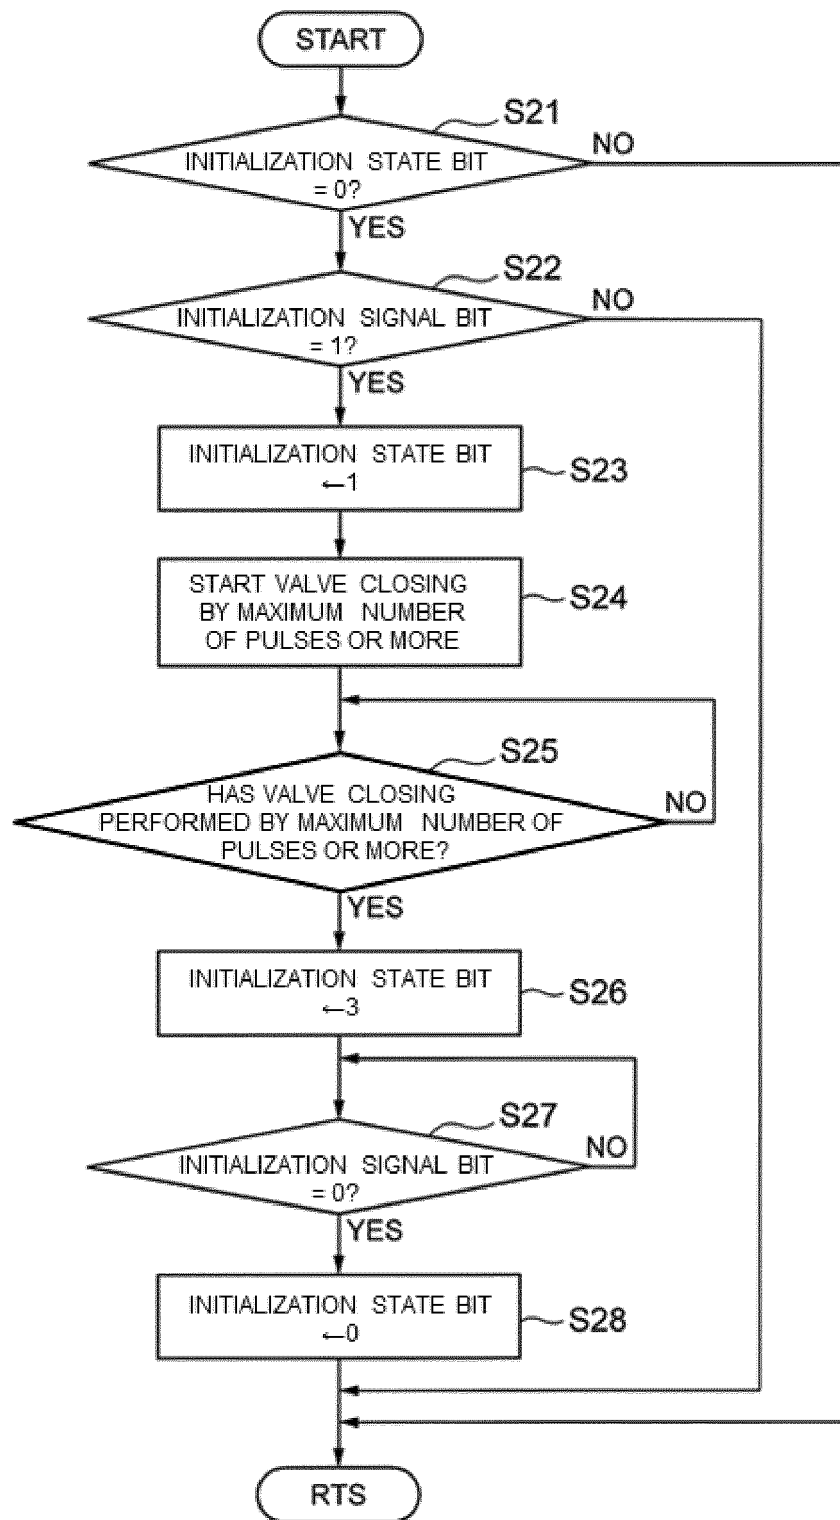 START
S21
INITIALIZATION STATE BIT
= 0?
NO
YES
S22
INITIALIZATION SIGNAL BIT
= 1?
NO
YES
INITIALIZATION STATE BIT
←1
S23
START VALVE CLOSING
BY MAXIMUM NUMBER
OF PULSES OR MORE
S24
S25
HAS VALVE CLOSING
PERFORMED BY MAXIMUM NUMBER OF
PULSES OR MORE?
NO
YES
INITIALIZATION STATE BIT
←3
S26
S27
INITIALIZATION SIGNAL BIT
= 0?
NO
YES
INITIALIZATION STATE BIT
←0
S28
RTS